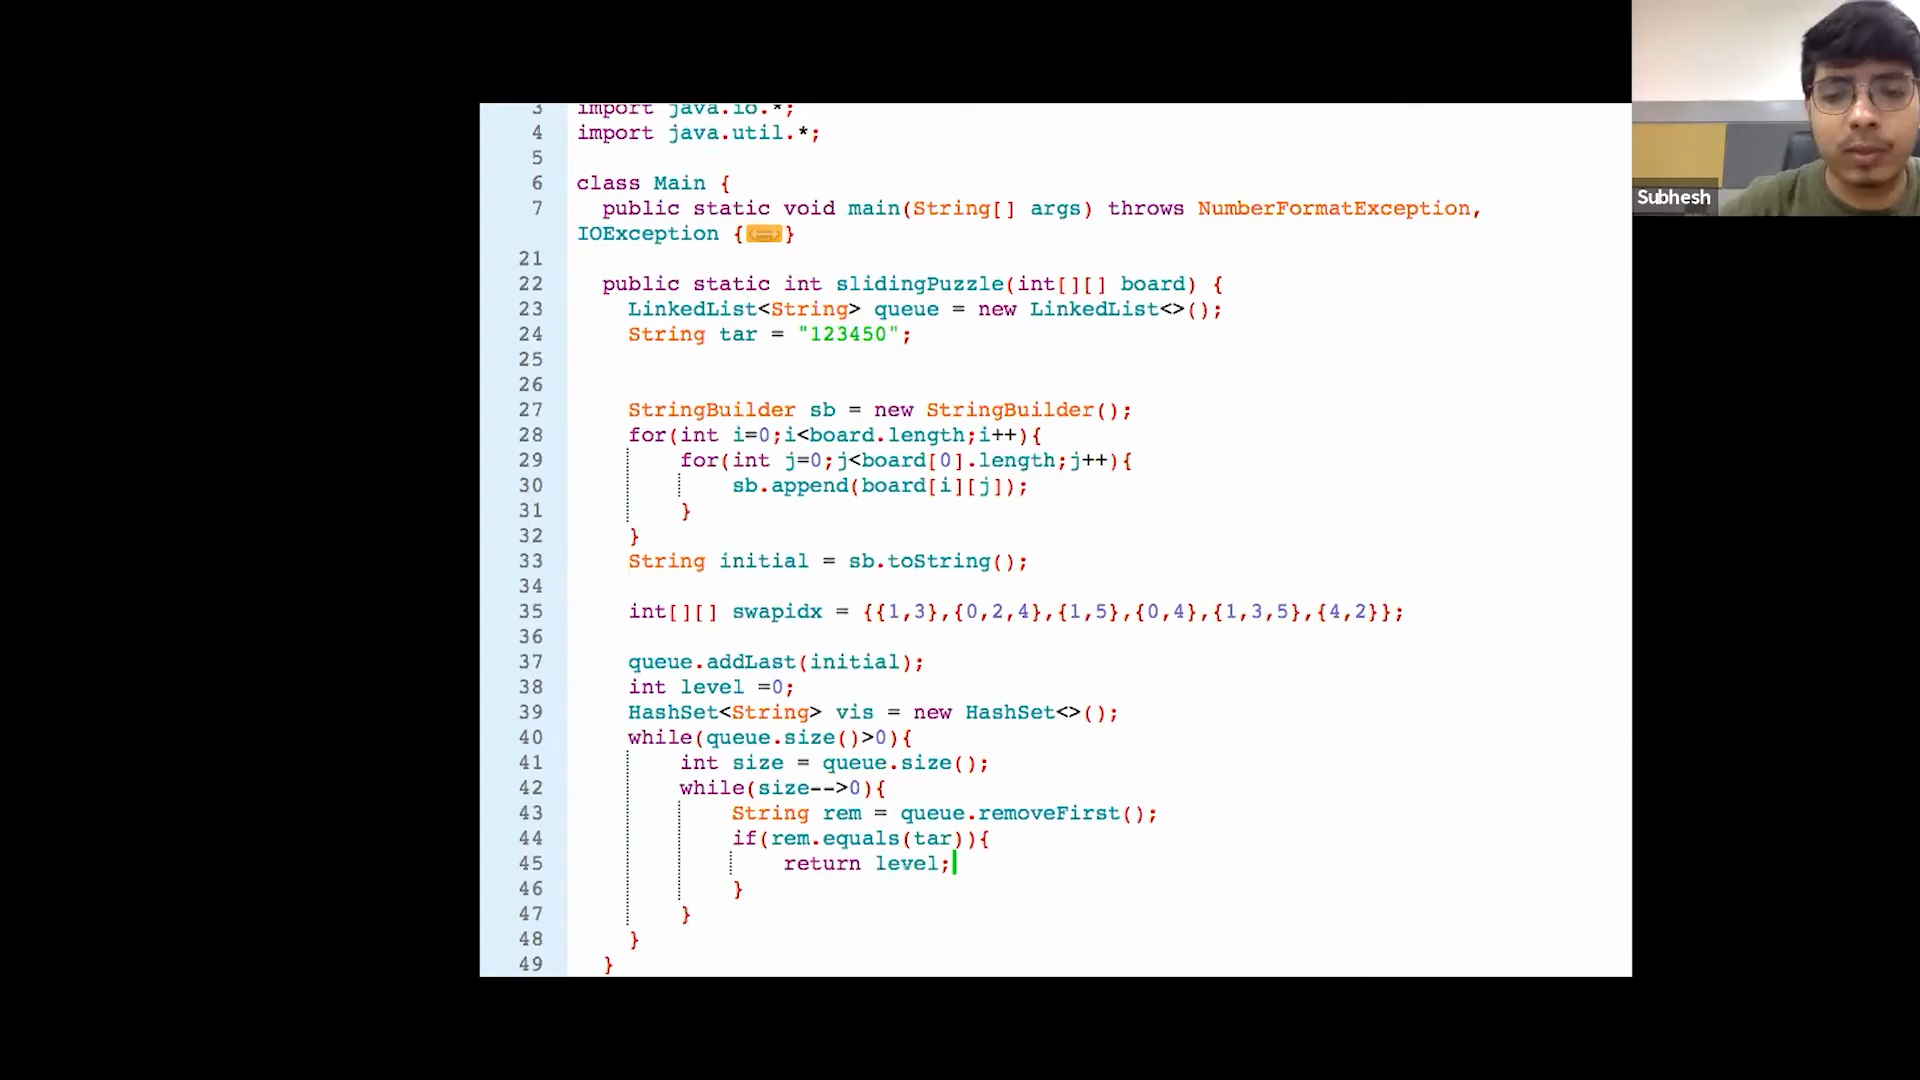 3 import java.io.*;
4 import java.util.*;
5
6 class Main {
7 public static void main(String[] args) throws NumberFormatException,
IOException {}
21
22 public static int slidingPuzzle(int[][] board) {
23 LinkedList<String> queue = new LinkedList<>();
24 String tar = "123450";
25
26
27 StringBuilder sb = new StringBuilder();
28 for(int i=0;i<board.length;i++){
29 for(int j=0;j<board[0].length;j++){
30 sb.append(board[i][j]);
31 }
32 }
33 String initial = sb.toString();
34
35 int[][] swapidx = {{1,3},{0,2,4},{1,5},{0,4},{1,3,5},{4,2}};
36
37 queue.addLast(initial);
38 int level =0;
39 HashSet<String> vis = new HashSet<>();
40 while(queue.size()>0){
41 int size = queue.size();
42 while(size-->0){
43 String rem = queue.removeFirst();
44 if(rem.equals(tar)){
45 return level;
46 }
47 }
48 }
49 }
Subhesh